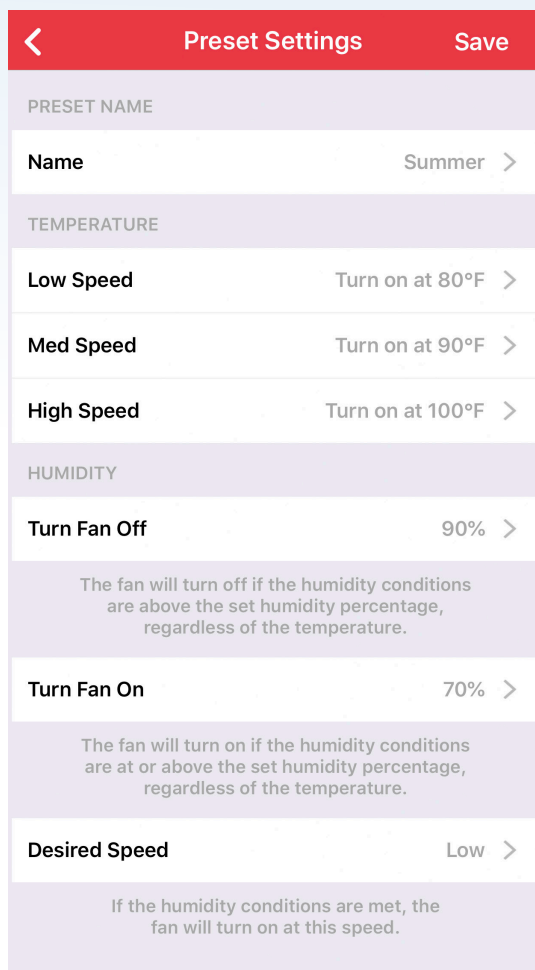 Preset Settings Save
PRESET NAME
Name Summer
TEMPERATURE
Low Speed Turn on at 80°F
Med Speed Turn on at 90°F
High Speed Turn on at 100°F
HUMIDITY
Turn Fan Off 90%
The fan will turn off if the humidity conditions
are above the set humidity percentage,
regardless of the temperature.
Turn Fan On 70%
The fan will turn on if the humidity conditions
are at or above the set humidity percentage,
regardless of the temperature.
Desired Speed Low
If the humidity conditions are met, the
fan will turn on at this speed.